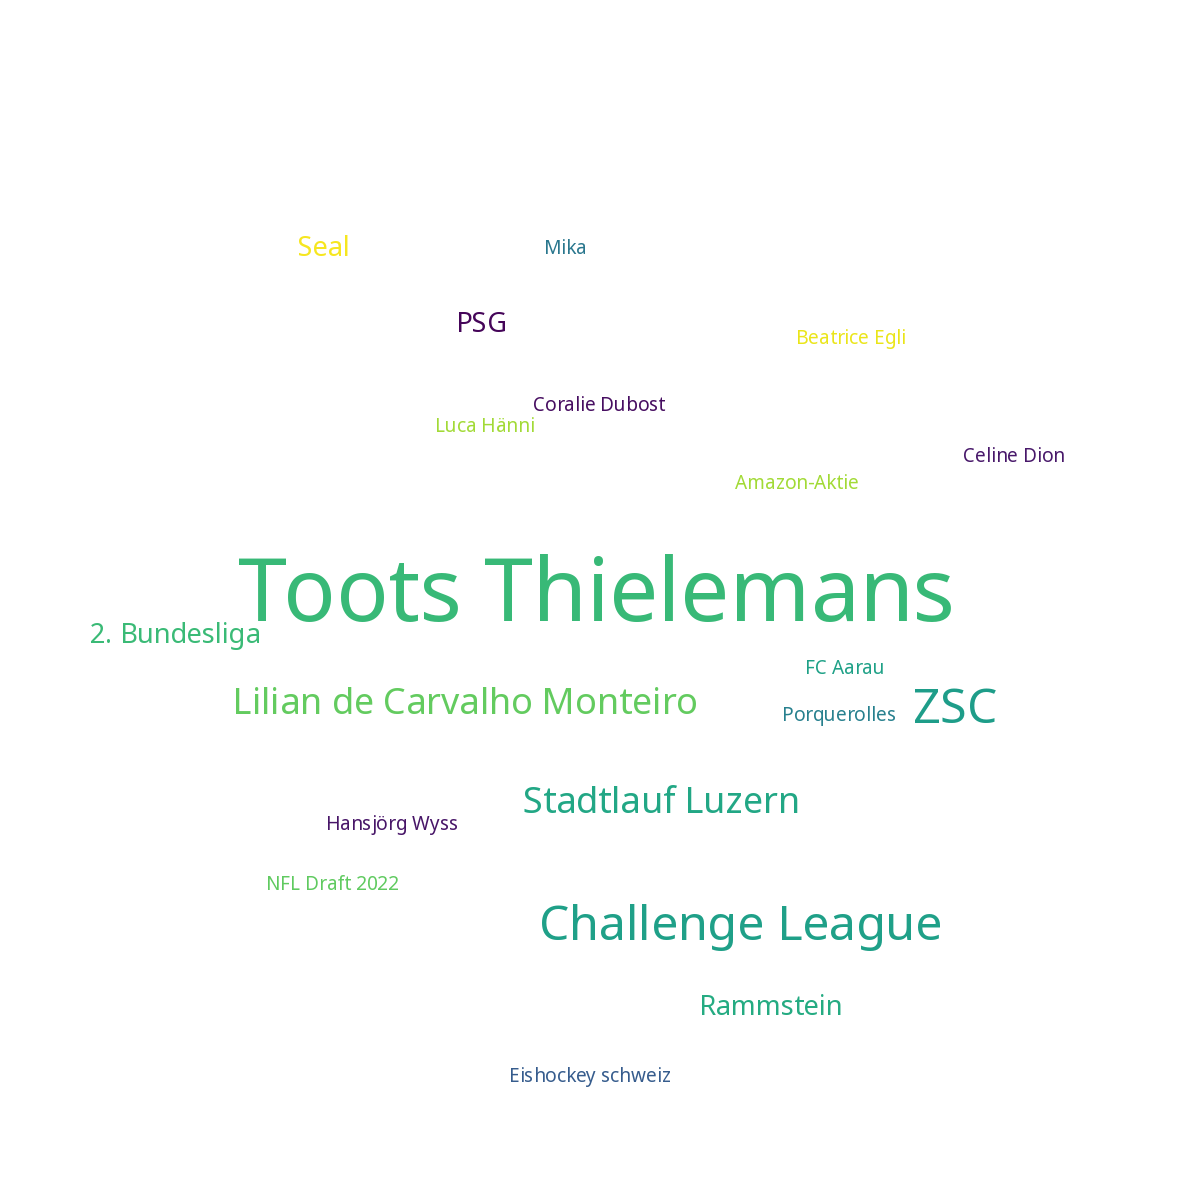 Seal
Mika
PSG
Beatrice Egli
Coralie Dubost
Luca Hänni
Celine Dion
Amazon-Aktie
Toots Thielemans
2. Bundesliga
FC Aarau
Lilian de Carvalho Monteiro
ZSC
Porquerolles
Stadtlauf Luzern
Hansjörg Wyss
NFL Draft 2022
Challenge League
Rammstein
Eishockey schweiz